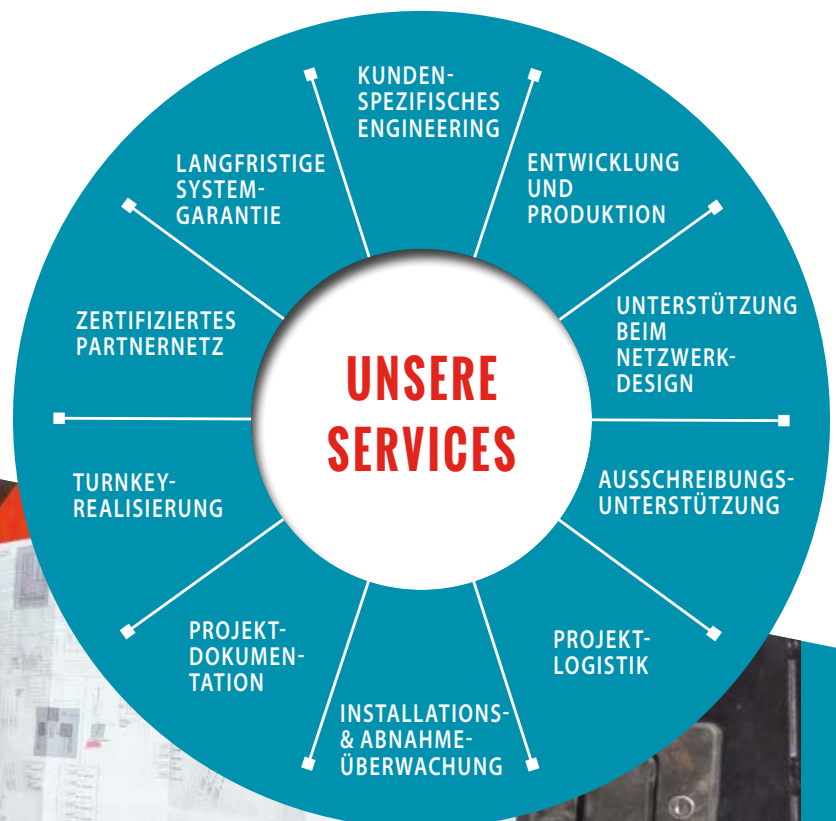 UNSERE
SERVICES
KUNDEN-
SPEZIFISCHES
ENGINEERING
ENTWICKLUNG
UND
PRODUKTION
UNTERSTÜTZUNG
BEIM
NETZWERK-
DESIGN
AUSSCHREIBUNGS-
UNTERSTÜTZUNG
PROJEKT-
LOGISTIK
INSTALLATIONS-
& ABNAHME-
ÜBERWACHUNG
PROJEKT-
DOKUMEN-
TATION
TURNKEY-
REALISIERUNG
ZERTIFIZIERTES
PARTNERNETZ
LANGFRISTIGE
SYSTEM-
GARANTIE